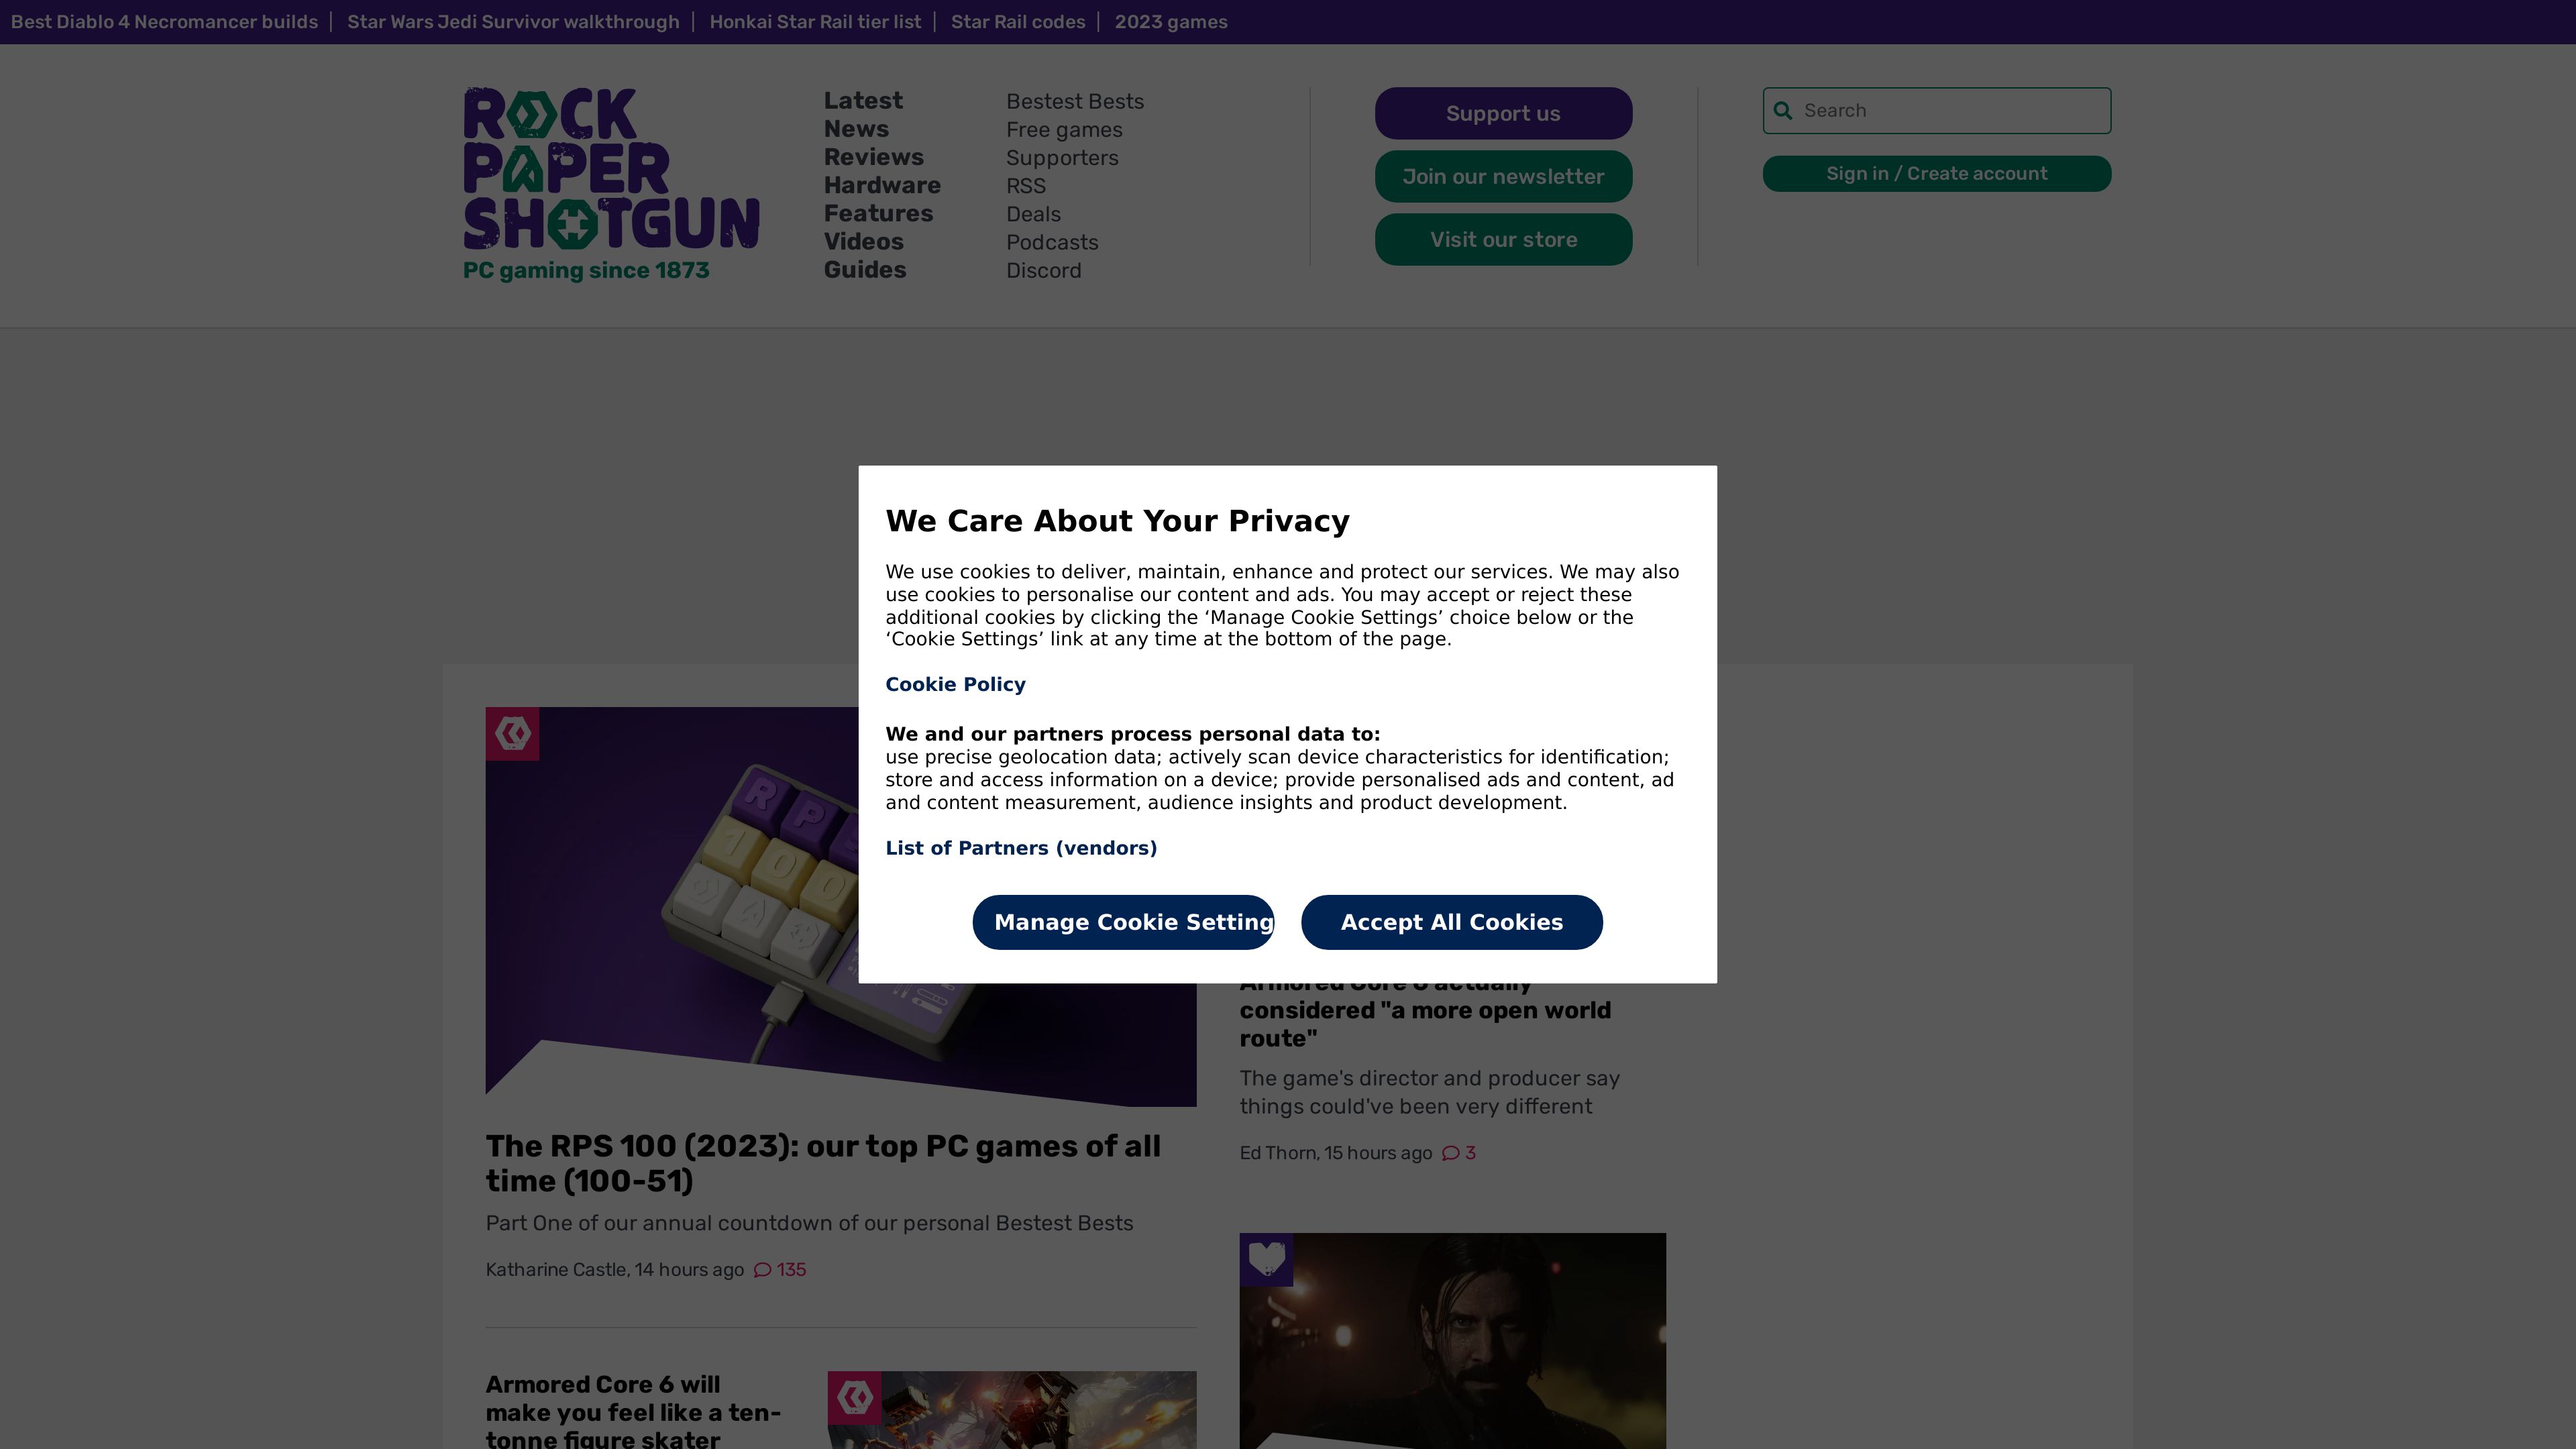 Best Diablo 4 Necromancer builds
Star Wars Jedi Survivor walkthrough
Honkai Star Rail tier list
Star Rail codes
2023 games
ROCK
PAPER
SHOTGUN
PC gaming since 1873
Latest
News
Reviews
Hardware
Features
Videos
Guides
Bestest Bests
Free games
Supporters
RSS
Deals
Podcasts
Discord
Support us
Join our newsletter
Visit our store
Search
Sign in / Create account
We Care About Your Privacy
We use cookies to deliver, maintain, enhance and protect our services. We may also
use cookies to personalise our content and ads. You may accept or reject these
additional cookies by clicking the ‘Manage Cookie Settings’ choice below or the
‘Cookie Settings’ link at any time at the bottom of the page.
Cookie Policy
We and our partners process personal data to:
use precise geolocation data; actively scan device characteristics for identification;
store and access information on a device; provide personalised ads and content, ad
and content measurement, audience insights and product development.
List of Partners (vendors)
Manage Cookie Setting
Accept All Cookies
R P
1 0 0
The RPS 100 (2023): our top PC games of all
time (100-51)
Part One of our annual countdown of our personal Bestest Bests
Katharine Castle, 14 hours ago 135
Armored Core 6 will
make you feel like a ten-
tonne figure skater
Armored Core 6 actually
considered "a more open world
route"
The game's director and producer say
things could've been very different
Ed Thorn, 15 hours ago 3